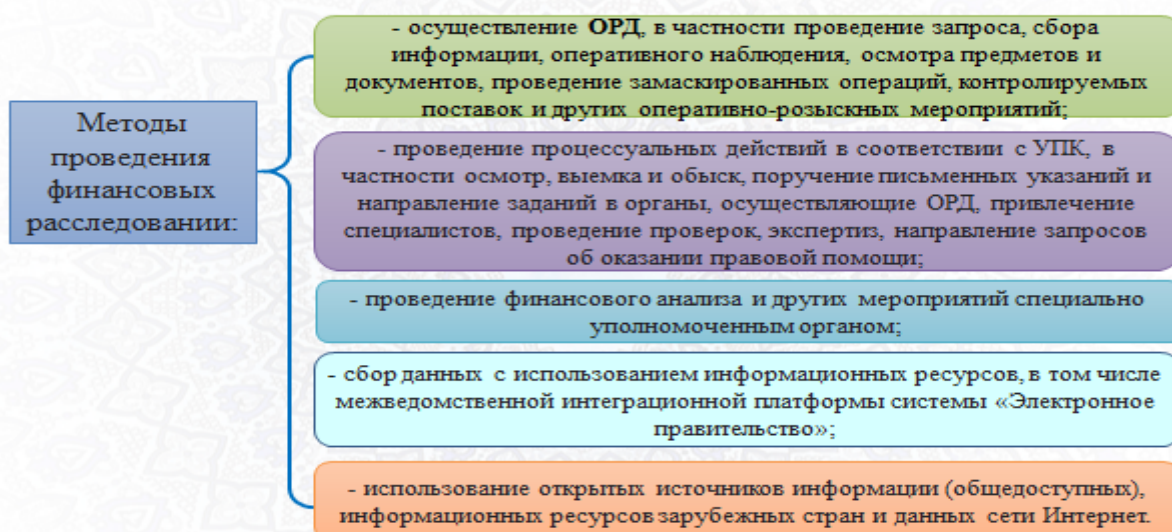 Методы
проведения
финансовых
расследовании:
- осуществление ОРД, в частности проведение запроса, сбора
информации, оперативного наблюдения, осмотра предметов и
документов, проведение замаскированных операций, контролируемых
поставок и других оперативно-розыскных мероприятий;
- проведение процессуальных действий в соответствии с УПК, в
частности осмотр, выемка и обыск, поручение письменных указаний и
направление заданий в органы, осуществляющие ОРД, привлечение
специалистов, проведение проверок, экспертиз, направление запросов
об оказании правовой помощи;
- проведение финансового анализа и других мероприятий специально
уполномоченным органом;
- сбор данных с использованием информационных ресурсов, в том числе
межведомственной интеграционной платформы системы «Электронное
правительство»;
- использование открытых источников информации (общедоступных),
информационных ресурсов зарубежных стран и данных сети Интернет.